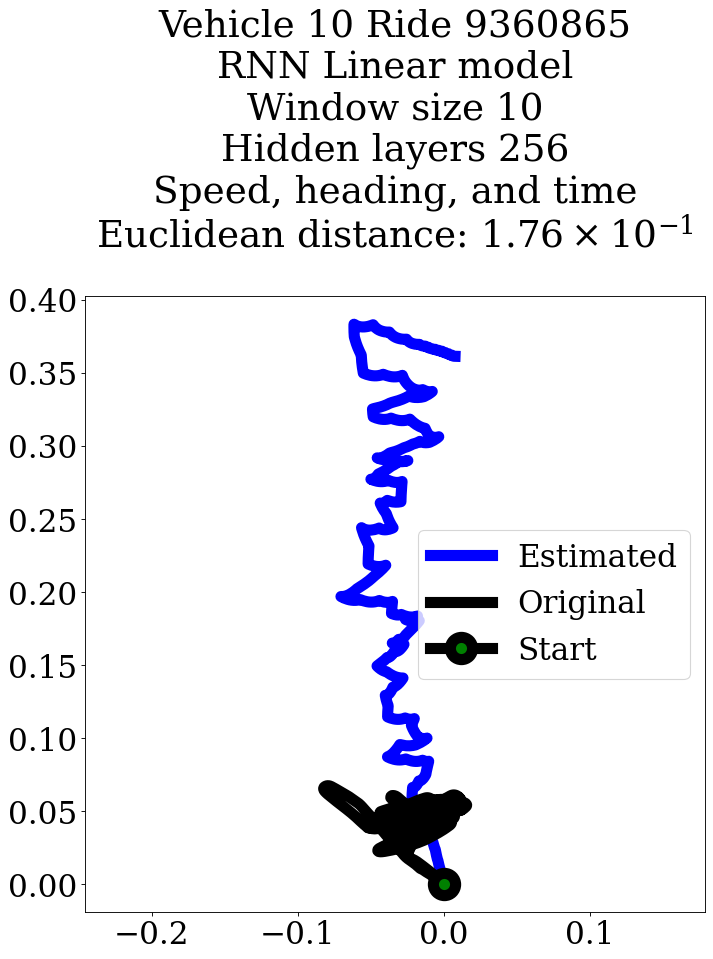 Vehicle 10 Ride 9360865
RNN Linear model
Window size 10
Hidden layers 256
Speed, heading, and time
Euclidean distance: 1.76 × 10⁻¹
0.40
0.35
0.30
0.25
0.20
0.15
0.10
0.05
0.00
Estimated
Original
Start
−0.2
−0.1
0.0
0.1